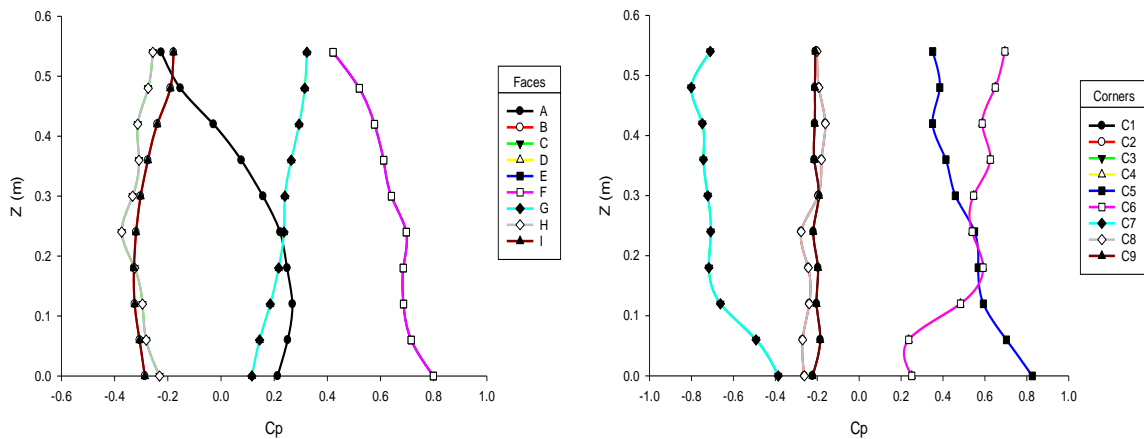 0.6
0.5
0.4
0.3
0.2
0.1
0.0
Z (m)
-0.6 -0.4 -0.2 0.0 0.2 0.4 0.6 0.8 1.0
Cp
Faces
A
B
C
D
E
F
G
H
I
0.6
0.5
0.4
0.3
0.2
0.1
0.0
Z (m)
-1.0 -0.8 -0.6 -0.4 -0.2 0.0 0.2 0.4 0.6 0.8 1.0
Cp
Corners
C1
C2
C3
C4
C5
C6
C7
C8
C9